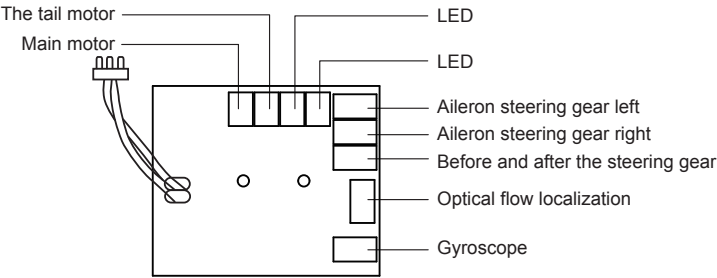 The tail motor
LED
Main motor
LED
Aileron steering gear left
Aileron steering gear right
Before and after the steering gear
Optical flow localization
Gyroscope